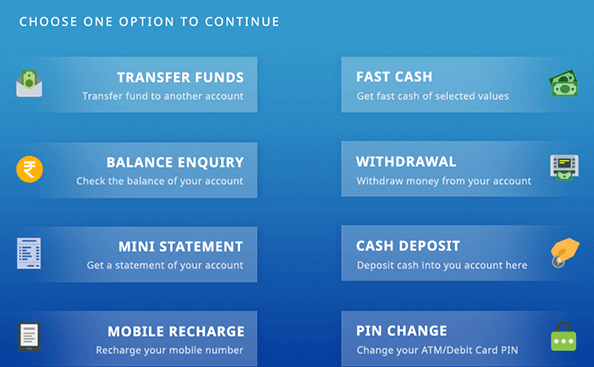 CHOOSE ONE OPTION TO CONTINUE
TRANSFER FUNDS
Transfer fund to another account
FAST CASH
Get fast cash of selected values
BALANCE ENQUIRY
Check the balance of your account
WITHDRAWAL
Withdraw money from your account
MINI STATEMENT
Get a statement of your account
CASH DEPOSIT
Deposit cash into you account here
MOBILE RECHARGE
Recharge your mobile number
PIN CHANGE
Change your ATM/Debit Card PIN